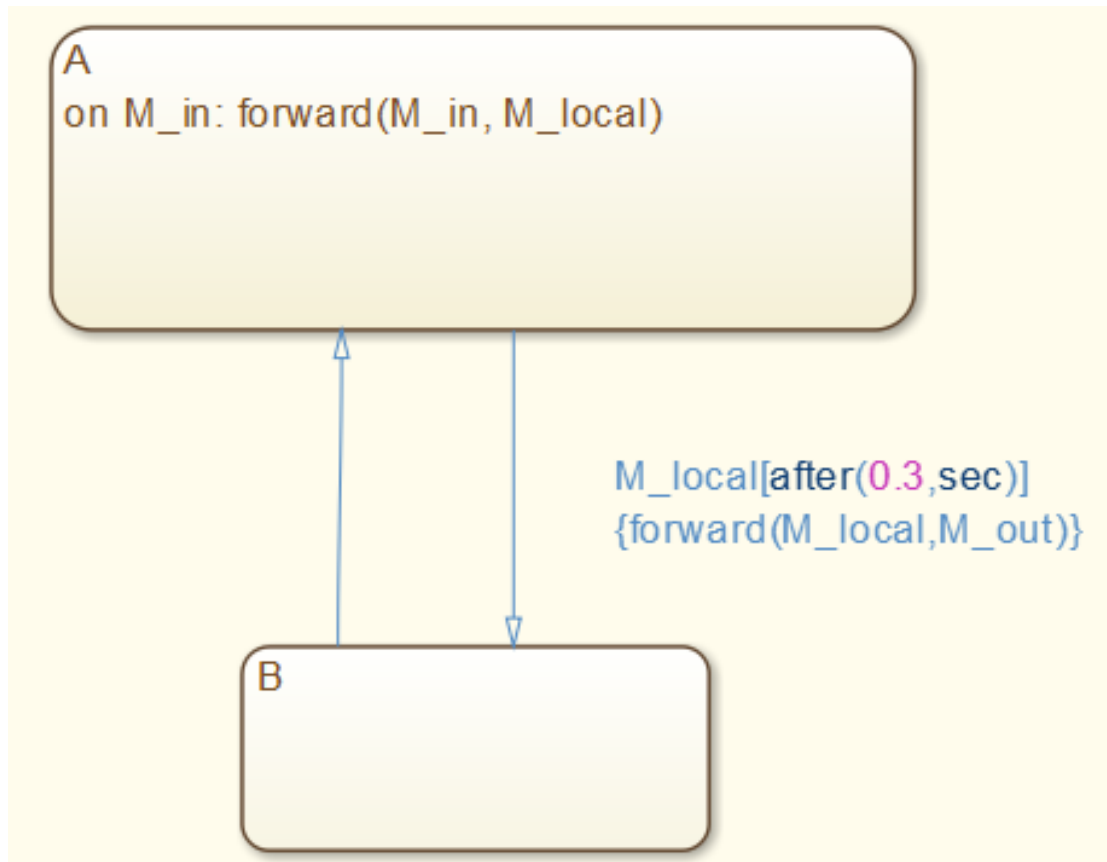 A
on M_in: forward(M_in, M_local)
M_local[after(0.3,sec)]
{forward(M_local,M_out)}
B